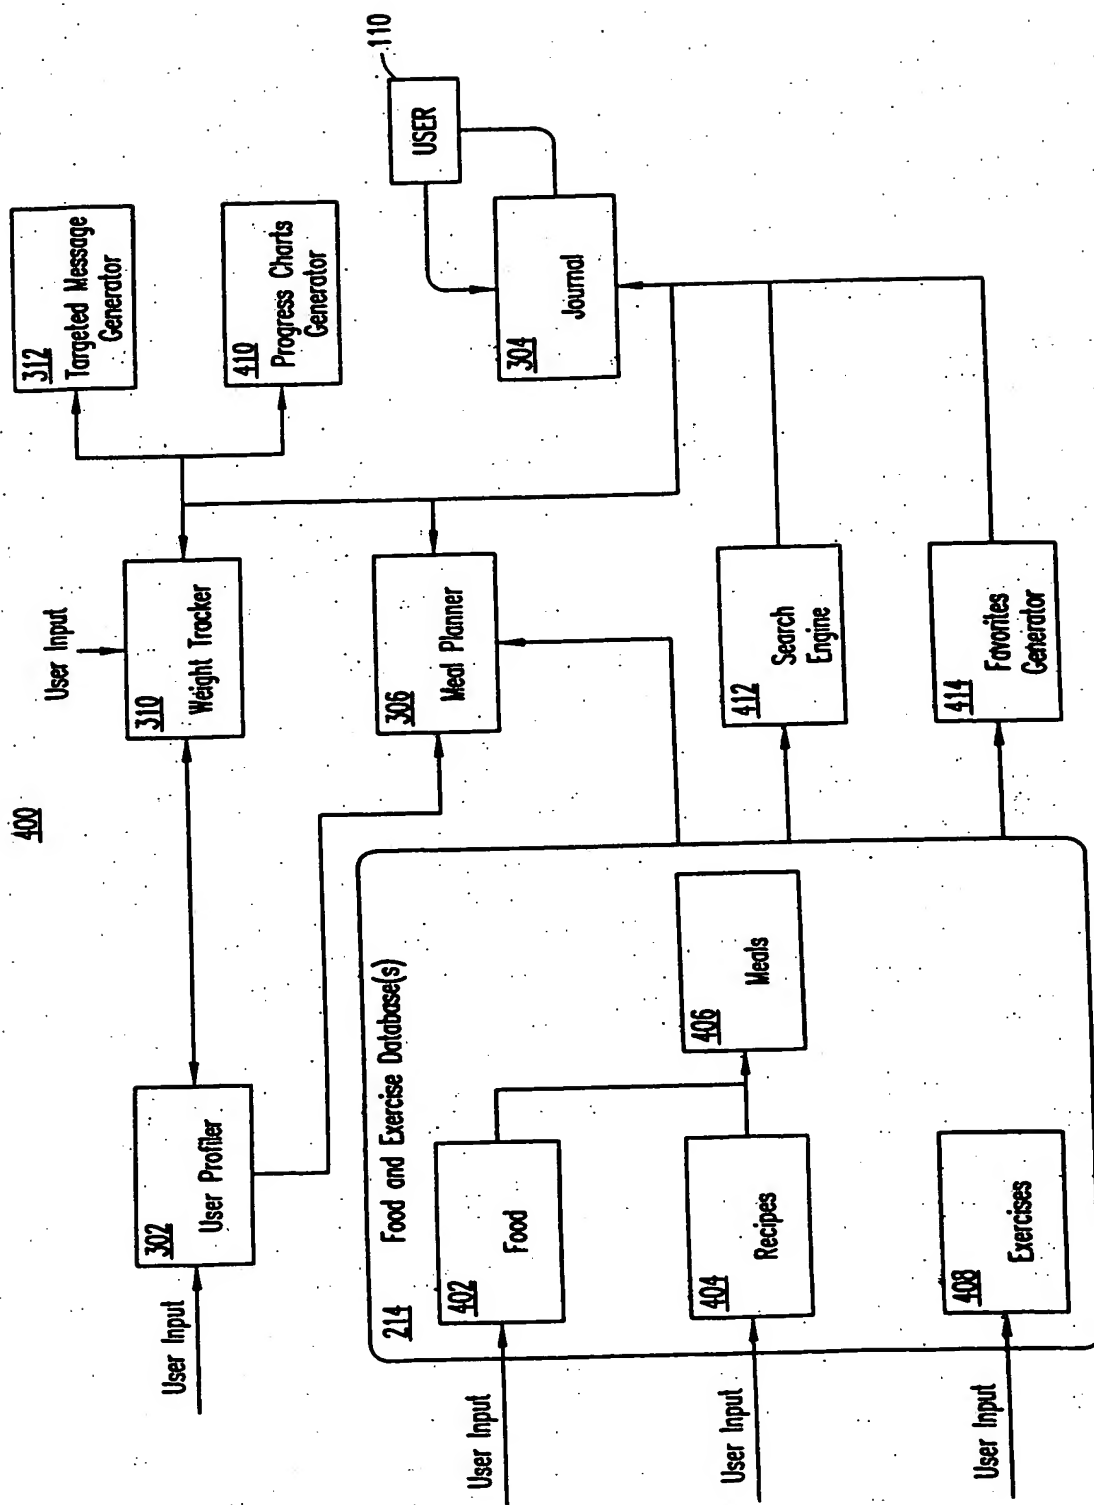 400
User Input
302
User Profiler
User Input
310
Weight Tracker
312
Targeted Message
Generator
410
Progress Charts
Generator
306
Meal Planner
USER
110
304
Journal
214
Food and Exercise Database(s)
User Input
402
Food
User Input
404
Recipes
406
Meals
User Input
408
Exercises
412
Search
Engine
414
Favorites
Generator